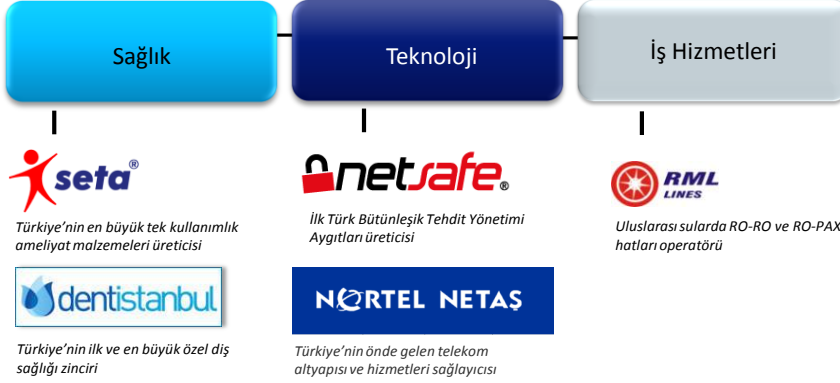 Sağlık
Teknoloji
İş Hizmetleri
seta®
Türkiye'nin en büyük tek kullanımlık
ameliyat malzemeleri üreticisi
dentistanbul
Türkiye'nin ilk ve en büyük özel diş
sağlığı zinciri
netsafe®
İlk Türk Bütünleşik Tehdit Yönetimi
Aygıtları üreticisi
NORTEL NETAŞ
Türkiye'nin önde gelen telekom
altyapısı ve hizmetleri sağlayıcısı
RML
LINES
Uluslarası sularda RO-RO ve RO-PAX
hatları operatörü